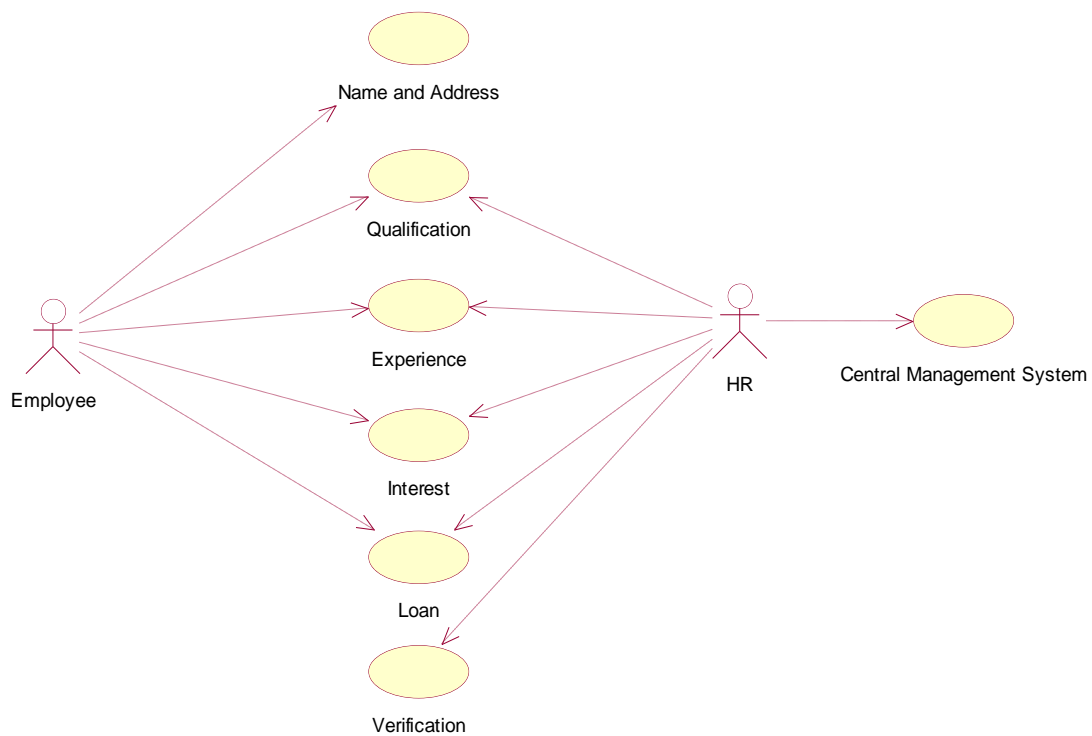 Name and Address
Qualification
Experience
Employee
HR
Central Management System
Interest
Loan
Verification